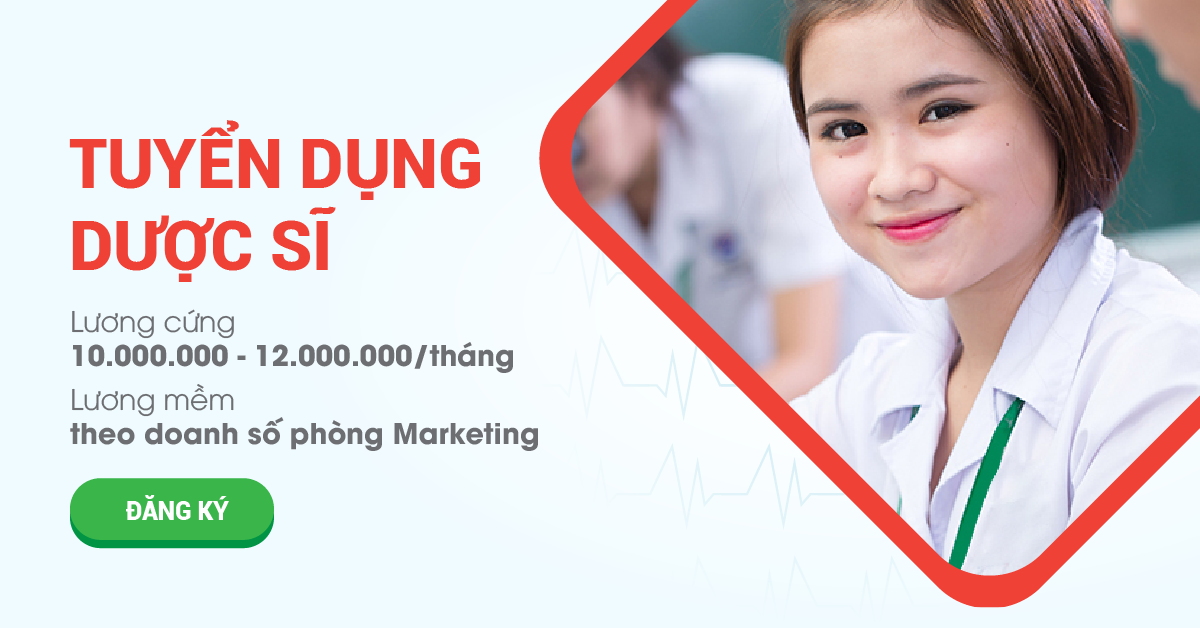 TUYỂN DỤNG
DƯỢC SĨ
Lương cứng
10.000.000 - 12.000.000/tháng
Lương mềm
theo doanh số phòng Marketing
ĐĂNG KÝ